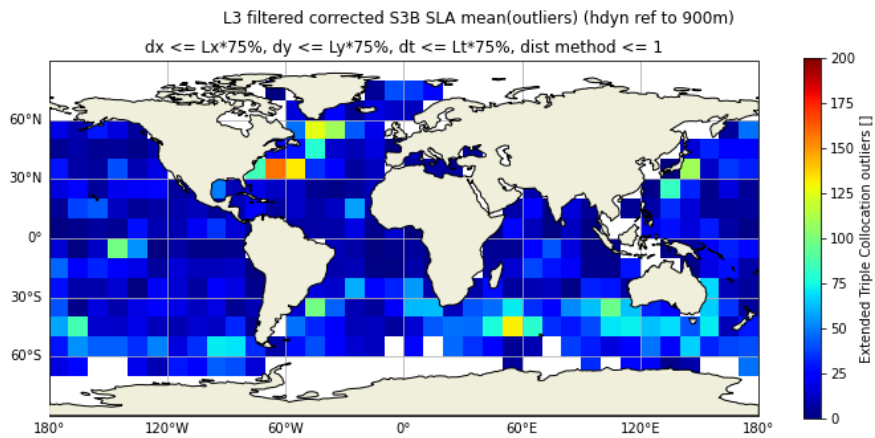 L3 filtered corrected S3B SLA mean(outliers) (hdyn ref to 900m)
dx <= Lx*75%, dy <= Ly*75%, dt <= Lt*75%, dist method <= 1
60°N
30°N
0°
30°S
60°S
180° 120°W 60°W 0° 60°E 120°E 180°
200
175
150
125
100
75
50
25
0
Extended Triple Collocation outliers []